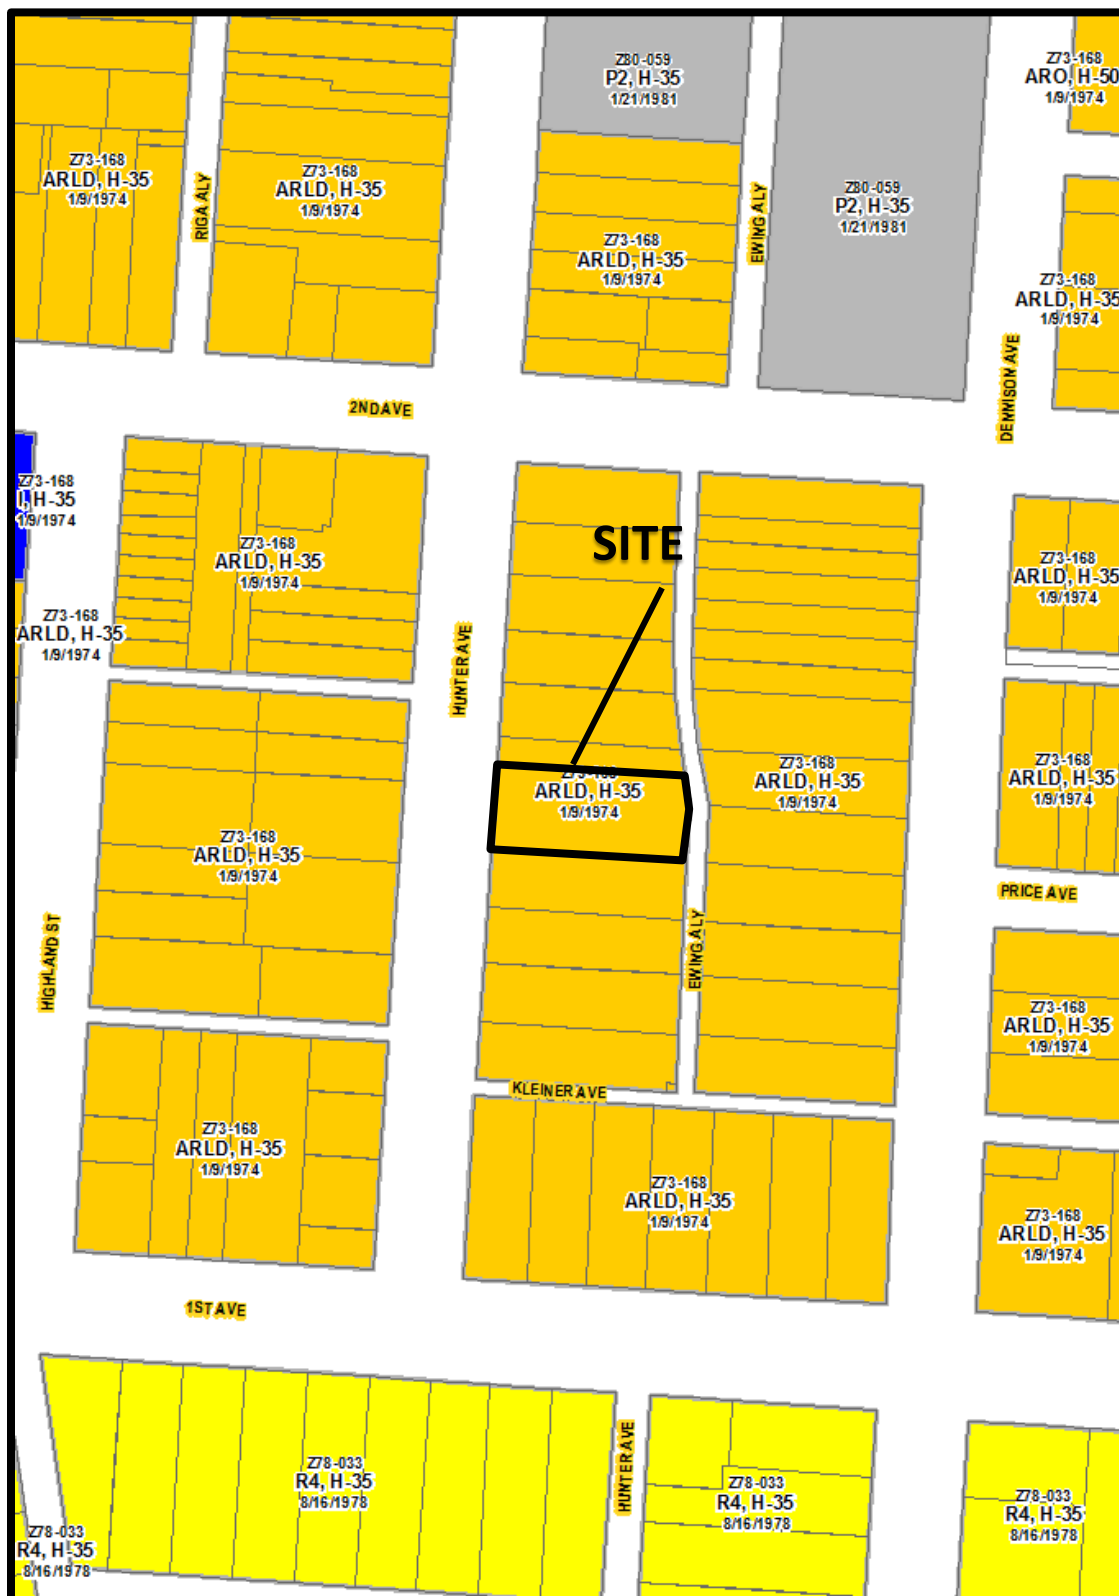 Z80-059
P2, H-35
1/21/1981
Z73-168
ARO, H-50
1/9/1974
Z73-168
ARLD, H-35
1/9/1974
RIGA ALY
Z73-168
ARLD, H-35
1/9/1974
EWING ALY
Z80-059
P2, H-35
1/21/1981
Z73-168
ARLD, H-35
1/9/1974
Z73-168
ARLD, H-35
1/9/1974
DENNISON AVE
2ND AVE
Z73-168
I, H-35
1/9/1974
Z73-168
ARLD, H-35
1/9/1974
SITE
Z73-168
ARLD, H-35
1/9/1974
Z73-168
ARLD, H-35
1/9/1974
HUNTER AVE
ARLD, H-35
1/9/1974
Z73-168
ARLD, H-35
1/9/1974
Z73-168
ARLD, H-35
1/9/1974
Z73-168
ARLD, H-35
1/9/1974
PRICE AVE
HIGHLAND ST
EWING ALY
Z73-168
ARLD, H-35
1/9/1974
KLEINER AVE
Z73-168
ARLD, H-35
1/9/1974
Z73-168
ARLD, H-35
1/9/1974
Z73-168
ARLD, H-35
1/9/1974
1ST AVE
Z78-033
R4, H-35
8/16/1978
HUNTER AVE
Z78-033
R4, H-35
8/16/1978
Z78-033
R4, H-35
8/16/1978
Z78-033
R4, H-35
8/16/1978